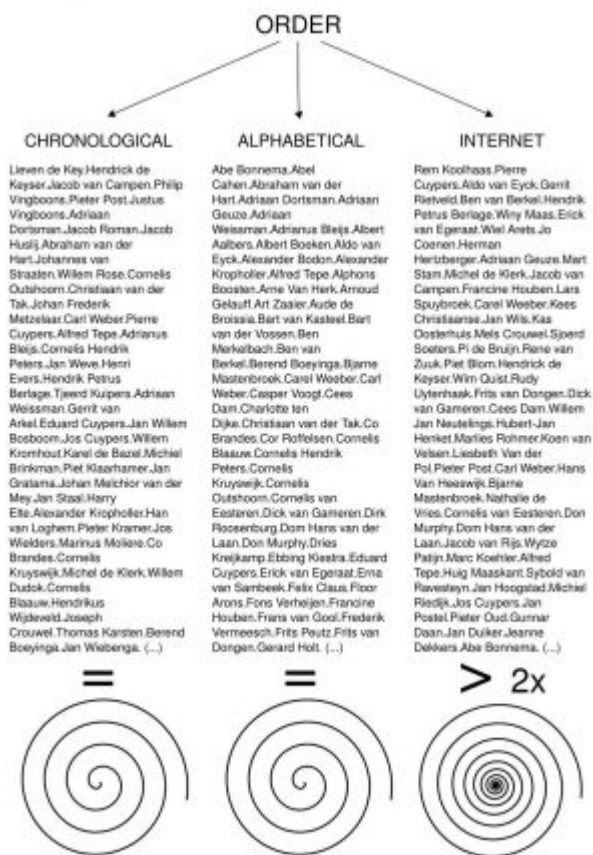 ORDER
CHRONOLOGICAL
Lieven de Key.Hendrick de
Keyser.Jacob van Campen.Philip
Vingboons.Pieter Post.Justus
Vingboons.Adriaan
Dortsman.Jacob Roman.Jacob
Huslij.Abraham van der
Hart.Johannes van
Straaten.Willem Rose.Cornelis
Outshoorn.Christiaan van der
Tak.Johan Frederik
Metzelaar.Carl Weber.Pierre
Cuypers.Alfred Tepe.Adrianus
Bleijs.Cornelis Hendrik
Peters.Jan Weve.Henri
Evers.Hendrik Petrus
Berlage.Tjeerd Kuipers.Adriaan
Weissman.Gerrit van
Arkel.Eduard Cuypers.Jan Willem
Bosboom.Jos Cuypers.Willem
Kromhout.Karel de Bazel.Michiel
Brinkman.Piet Klaarhamer.Jan
Gratama.Johan Melchior van der
Mey.Jan Staal.Harry
Elte.Alexander Kropholler.Han
van Loghem.Pieter Kramer.Jos
Wielders.Marinus Moliere.Co
Brandes.Cornelis
Kruyswijk.Michel de Klerk.Willem
Dudok.Cornelis
Blaauw.Hendrikus
Wijdeveld.Joseph
Crouwel.Thomas Karsten.Berend
Boeyinga.Jan Wiebenga. (...)
=
ALPHABETICAL
Abe Bonnema.Abel
Cahen.Abraham van der
Hart.Adriaan Dortsman.Adriaan
Geuze.Adriaan
Weissman.Adrianus Bleijs.Albert
Aalbers.Albert Boeken.Aldo van
Eyck.Alexander Bodon.Alexander
Kropholler.Alfred Tepe.Alphons
Boosten.Arne Van Herk.Arnoud
Gelauff.Art Zaaier.Aude de
Broissia.Bart van Kasteel.Bart
van der Vossen.Ben
Merkelbach.Ben van
Berkel.Berend Boeyinga.Bjarne
Mastenbroek.Carel Weeber.Carl
Weber.Casper Voogt.Cees
Dam.Charlotte ten
Dijke.Christiaan van der Tak.Co
Brandes.Cor Roffelsen.Cornelis
Blaauw.Cornelis Hendrik
Peters.Cornelis
Kruyswijk.Cornelis
Outshoorn.Cornelis van
Eesteren.Dick van Gameren.Dirk
Roosenburg.Dom Hans van der
Laan.Don Murphy.Dries
Kreijkamp.Ebbing Kiestra.Eduard
Cuypers.Erick van Egeraat.Erna
van Sambeek.Felix Claus.Floor
Arons.Fons Verheijen.Francine
Houben.Frans van Gool.Frederik
Vermeesch.Frits Peutz.Frits van
Dongen.Gerard Holt. (...)
=
INTERNET
Rem Koolhaas.Pierre
Cuypers.Aldo van Eyck.Gerrit
Rietveld.Ben van Berkel.Hendrik
Petrus Berlage.Winy Maas.Erick
van Egeraat.Wiel Arets.Jo
Coenen.Herman
Hertzberger.Adriaan Geuze.Mart
Stam.Michel de Klerk.Jacob van
Campen.Francine Houben.Lars
Spuybroek.Carel Weeber.Kees
Christiaanse.Jan Wils.Kas
Oosterhuis.Mels Crouwel.Sjoerd
Soeters.Pi de Bruijn.Rene van
Zuuk.Piet Blom.Hendrick de
Keyser.Wim Quist.Rudy
Uytenhaak.Frits van Dongen.Dick
van Gameren.Cees Dam.Willem
Jan Neutelings.Hubert-Jan
Henket.Marlies Rohmer.Koen van
Velsen.Liesbeth Van der
Pol.Pieter Post.Carl Weber.Hans
Van Heeswijk.Bjarne
Mastenbroek.Nathalie de
Vries.Cornelis van Eesteren.Don
Murphy.Dom Hans van der
Laan.Jacob van Rijs.Wytze
Patijn.Marc Koehler.Alfred
Tepe.Huig Maaskant.Sybold van
Ravesteyn.Jan Hoogstad.Michiel
Riedijk.Jos Cuypers.Jan
Postel.Pieter Oud.Gunnar
Daan.Jan Duiker.Jeanne
Dekkers.Abe Bonnema. (...)
> 2x